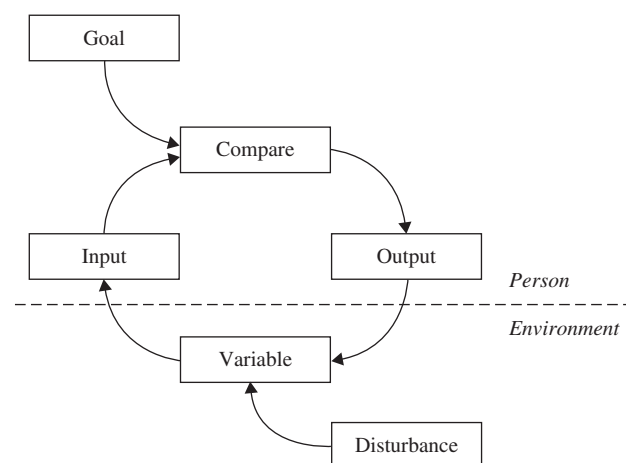 Goal
Compare
Input
Output
Person
Environment
Variable
Disturbance